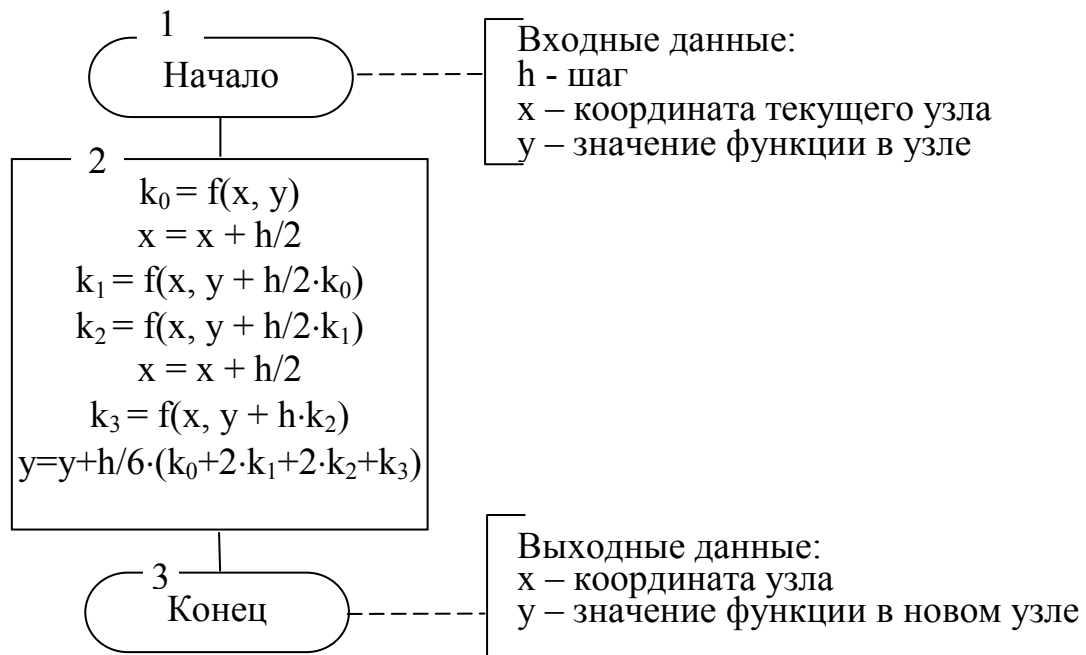 1
Начало
Входные данные:
h - шаг
x – координата текущего узла
y – значение функции в узле
2
k₀ = f(x, y)
x = x + h/2
k₁ = f(x, y + h/2·k₀)
k₂ = f(x, y + h/2·k₁)
x = x + h/2
k₃ = f(x, y + h·k₂)
y=y+h/6·(k₀+2·k₁+2·k₂+k₃)
3
Конец
Выходные данные:
x – координата узла
y – значение функции в новом узле